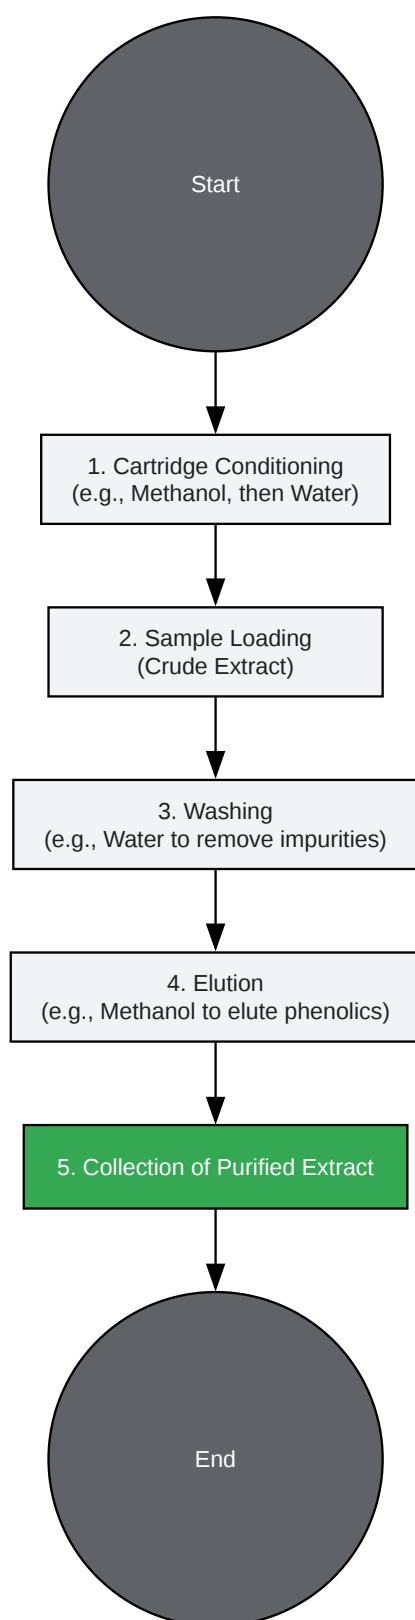 Start
1. Cartridge Conditioning
(e.g., Methanol, then Water)
2. Sample Loading
(Crude Extract)
3. Washing
(e.g., Water to remove impurities)
4. Elution
(e.g., Methanol to elute phenolics)
5. Collection of Purified Extract
End